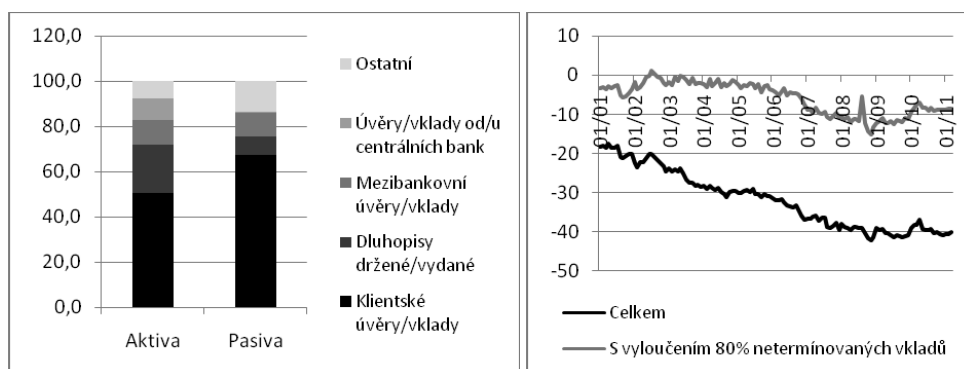 120,0
100,0
80,0
60,0
40,0
20,0
0,0
Aktiva
Pasiva
Ostatní
Úvěry/vklady od/u
centrálních bank
Mezibankovní
úvěry/vklady
Dluhopisy
držené/vydané
Klientské
úvěry/vklady
10
0
-10
-20
-30
-40
-50
01/01
01/02
01/03
01/04
01/05
01/06
01/07
01/08
01/09
01/10
01/11
Celkem
S vyloučením 80% netermínovaných vkladů